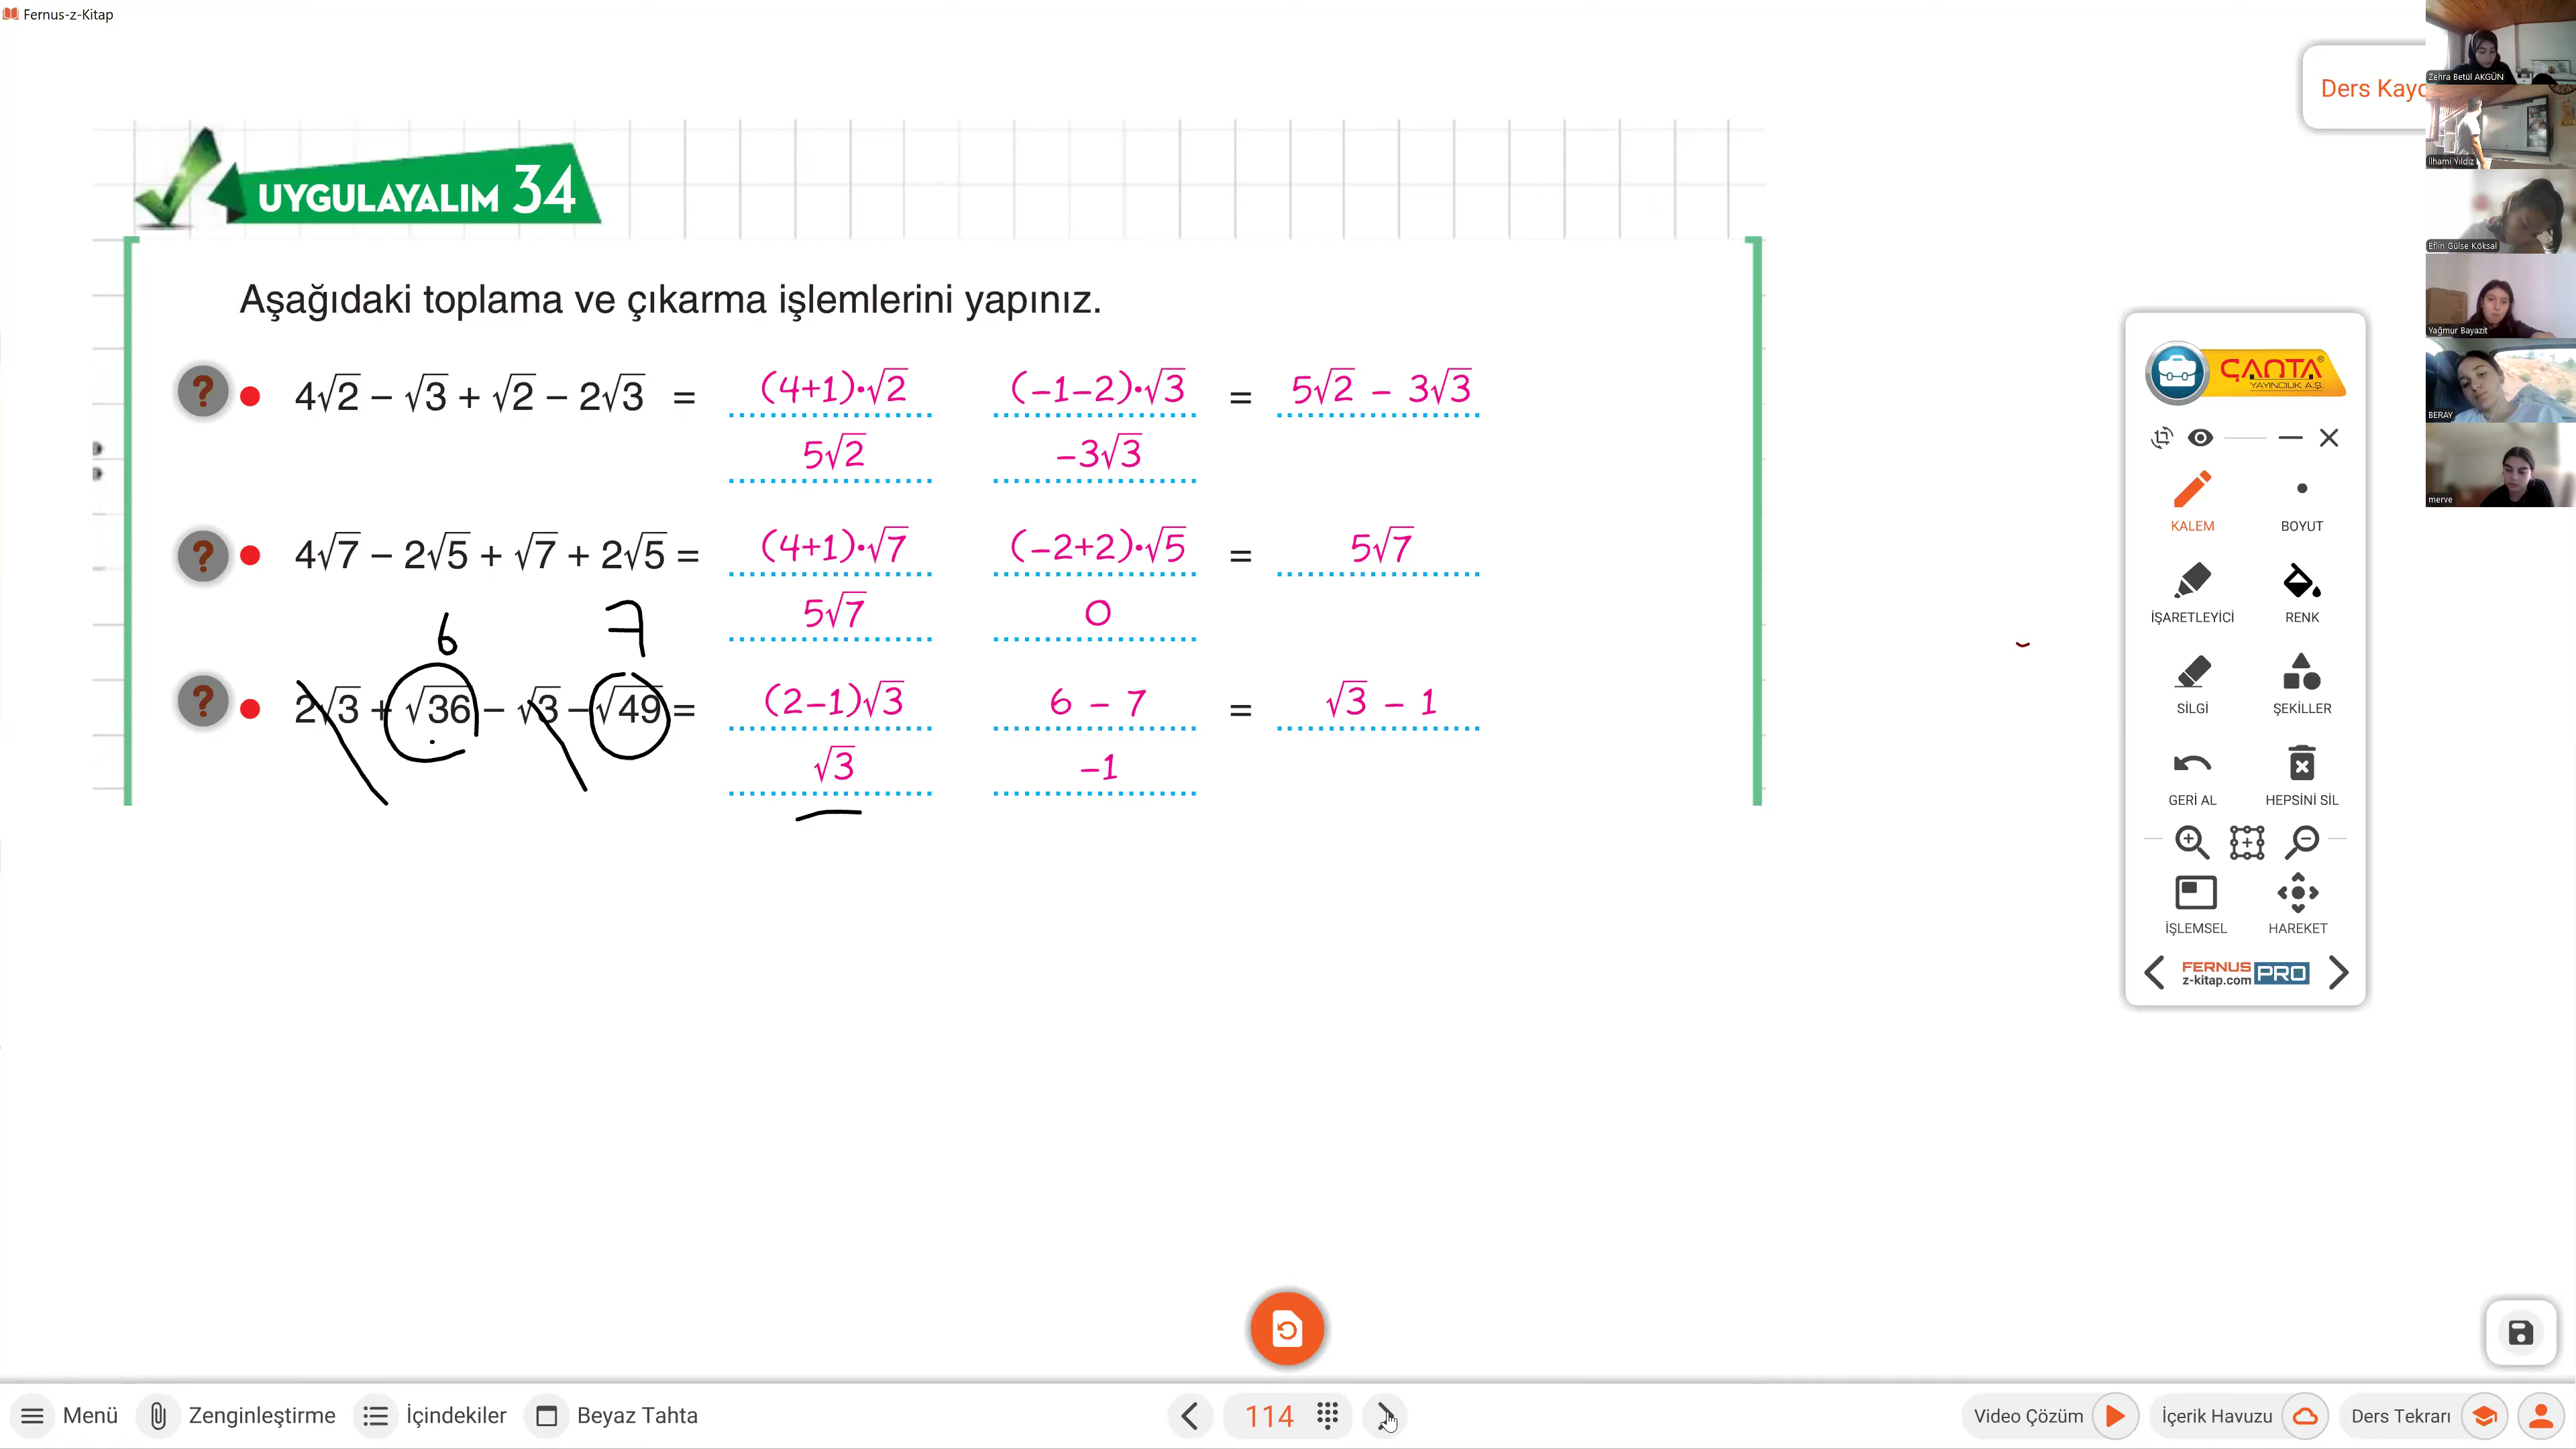 Fernus-z-Kitap
Ders Kayd
Zehra Betül AKGÜN
İlhami Yıldız
Eflin Gülse Köksal
Yağmur Bayazit
BERAY
merve
UYGULAYALIM 34
Aşağıdaki toplama ve çıkarma işlemlerini yapınız.
? • 4√2 − √3 + √2 − 2√3 = (4+1)·√2 (−1−2)·√3 = 5√2 − 3√3
5√2 −3√3
? • 4√7 − 2√5 + √7 + 2√5 = (4+1)·√7 (−2+2)·√5 = 5√7
5√7 0
6 7
? • 2√3 + √36 − √3 − √49 = (2−1)√3 6 − 7 = √3 − 1
√3 −1
ÇANTA®
YAYINCILIK A.Ş.
KALEM BOYUT
İŞARETLEYİCİ RENK
SİLGİ ŞEKİLLER
GERİ AL HEPSİNİ SİL
İŞLEMSEL HAREKET
FERNUS PRO
z-kitap.com
Menü Zenginleştirme İçindekiler Beyaz Tahta 114 Video Çözüm İçerik Havuzu Ders Tekrarı